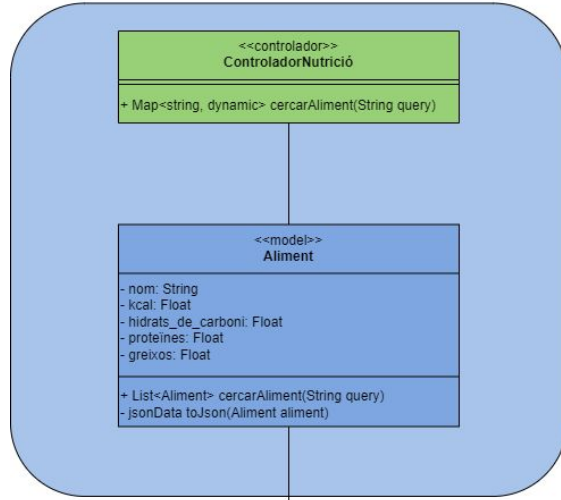 <<controlador>>
ControladorNutrició
+ Map<string, dynamic> cercarAliment(String query)
<<model>>
Aliment
- nom: String
- kcal: Float
- hidrats_de_carboni: Float
- proteïnes: Float
- greixos: Float
+ List<Aliment> cercarAliment(String query)
- jsonData toJson(Aliment aliment)